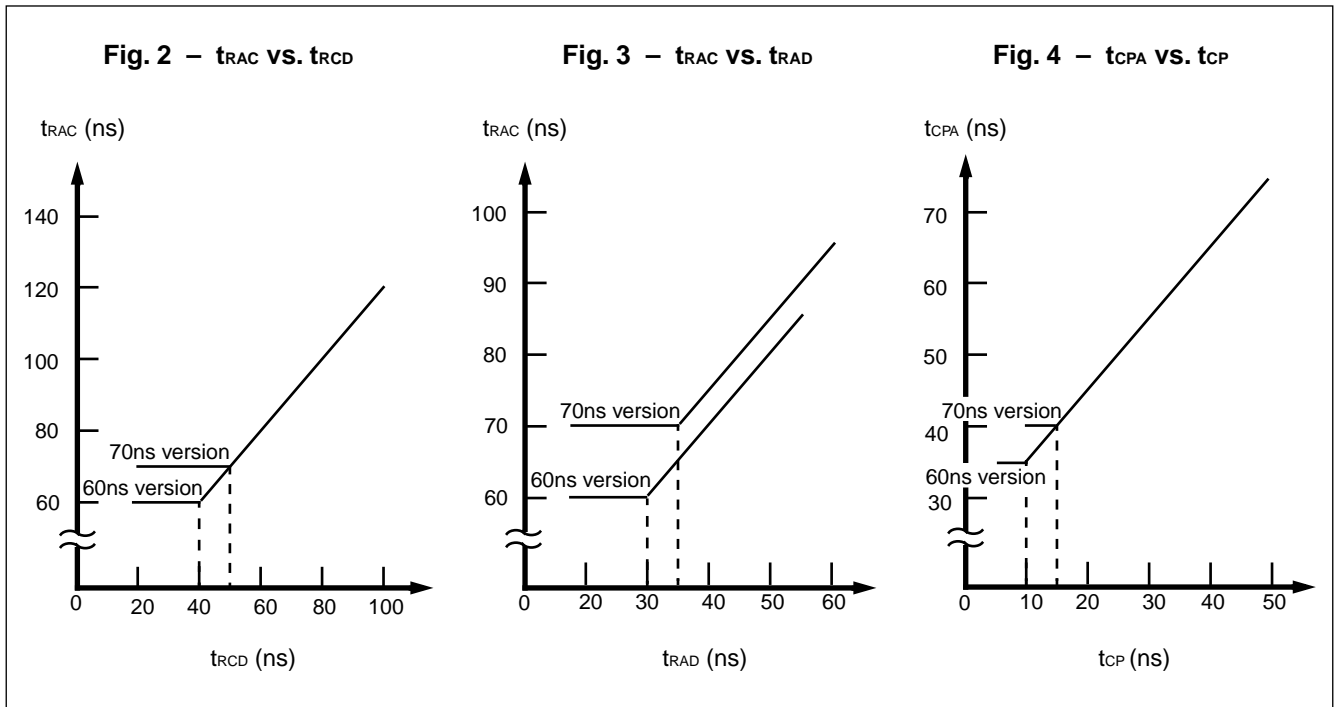 Fig. 2 – tRAC vs. tRCD
tRAC (ns)
140
120
100
80
70ns version
60ns version
60
0 20 40 60 80 100
tRCD (ns)
Fig. 3 – tRAC vs. tRAD
tRAC (ns)
100
90
80
70ns version
70
60ns version
60
0 20 30 40 50 60
tRAD (ns)
Fig. 4 – tCPA vs. tCP
tCPA (ns)
70
60
50
70ns version
40
60ns version
30
0 10 20 30 40 50
tCP (ns)